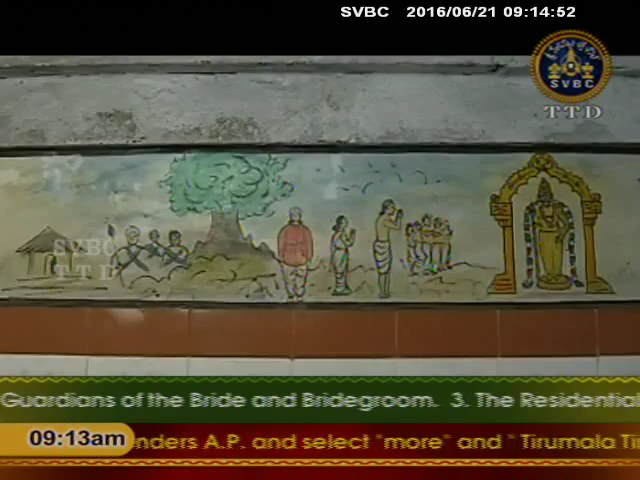 SVBC 2016/06/21 09:14:52
SVBC
TTD
SVBC
TTD
Guardians of the Bride and Bridegroom. 3. The Residential
09:13am enders A.P. and select "more" and " Tirumala Ti